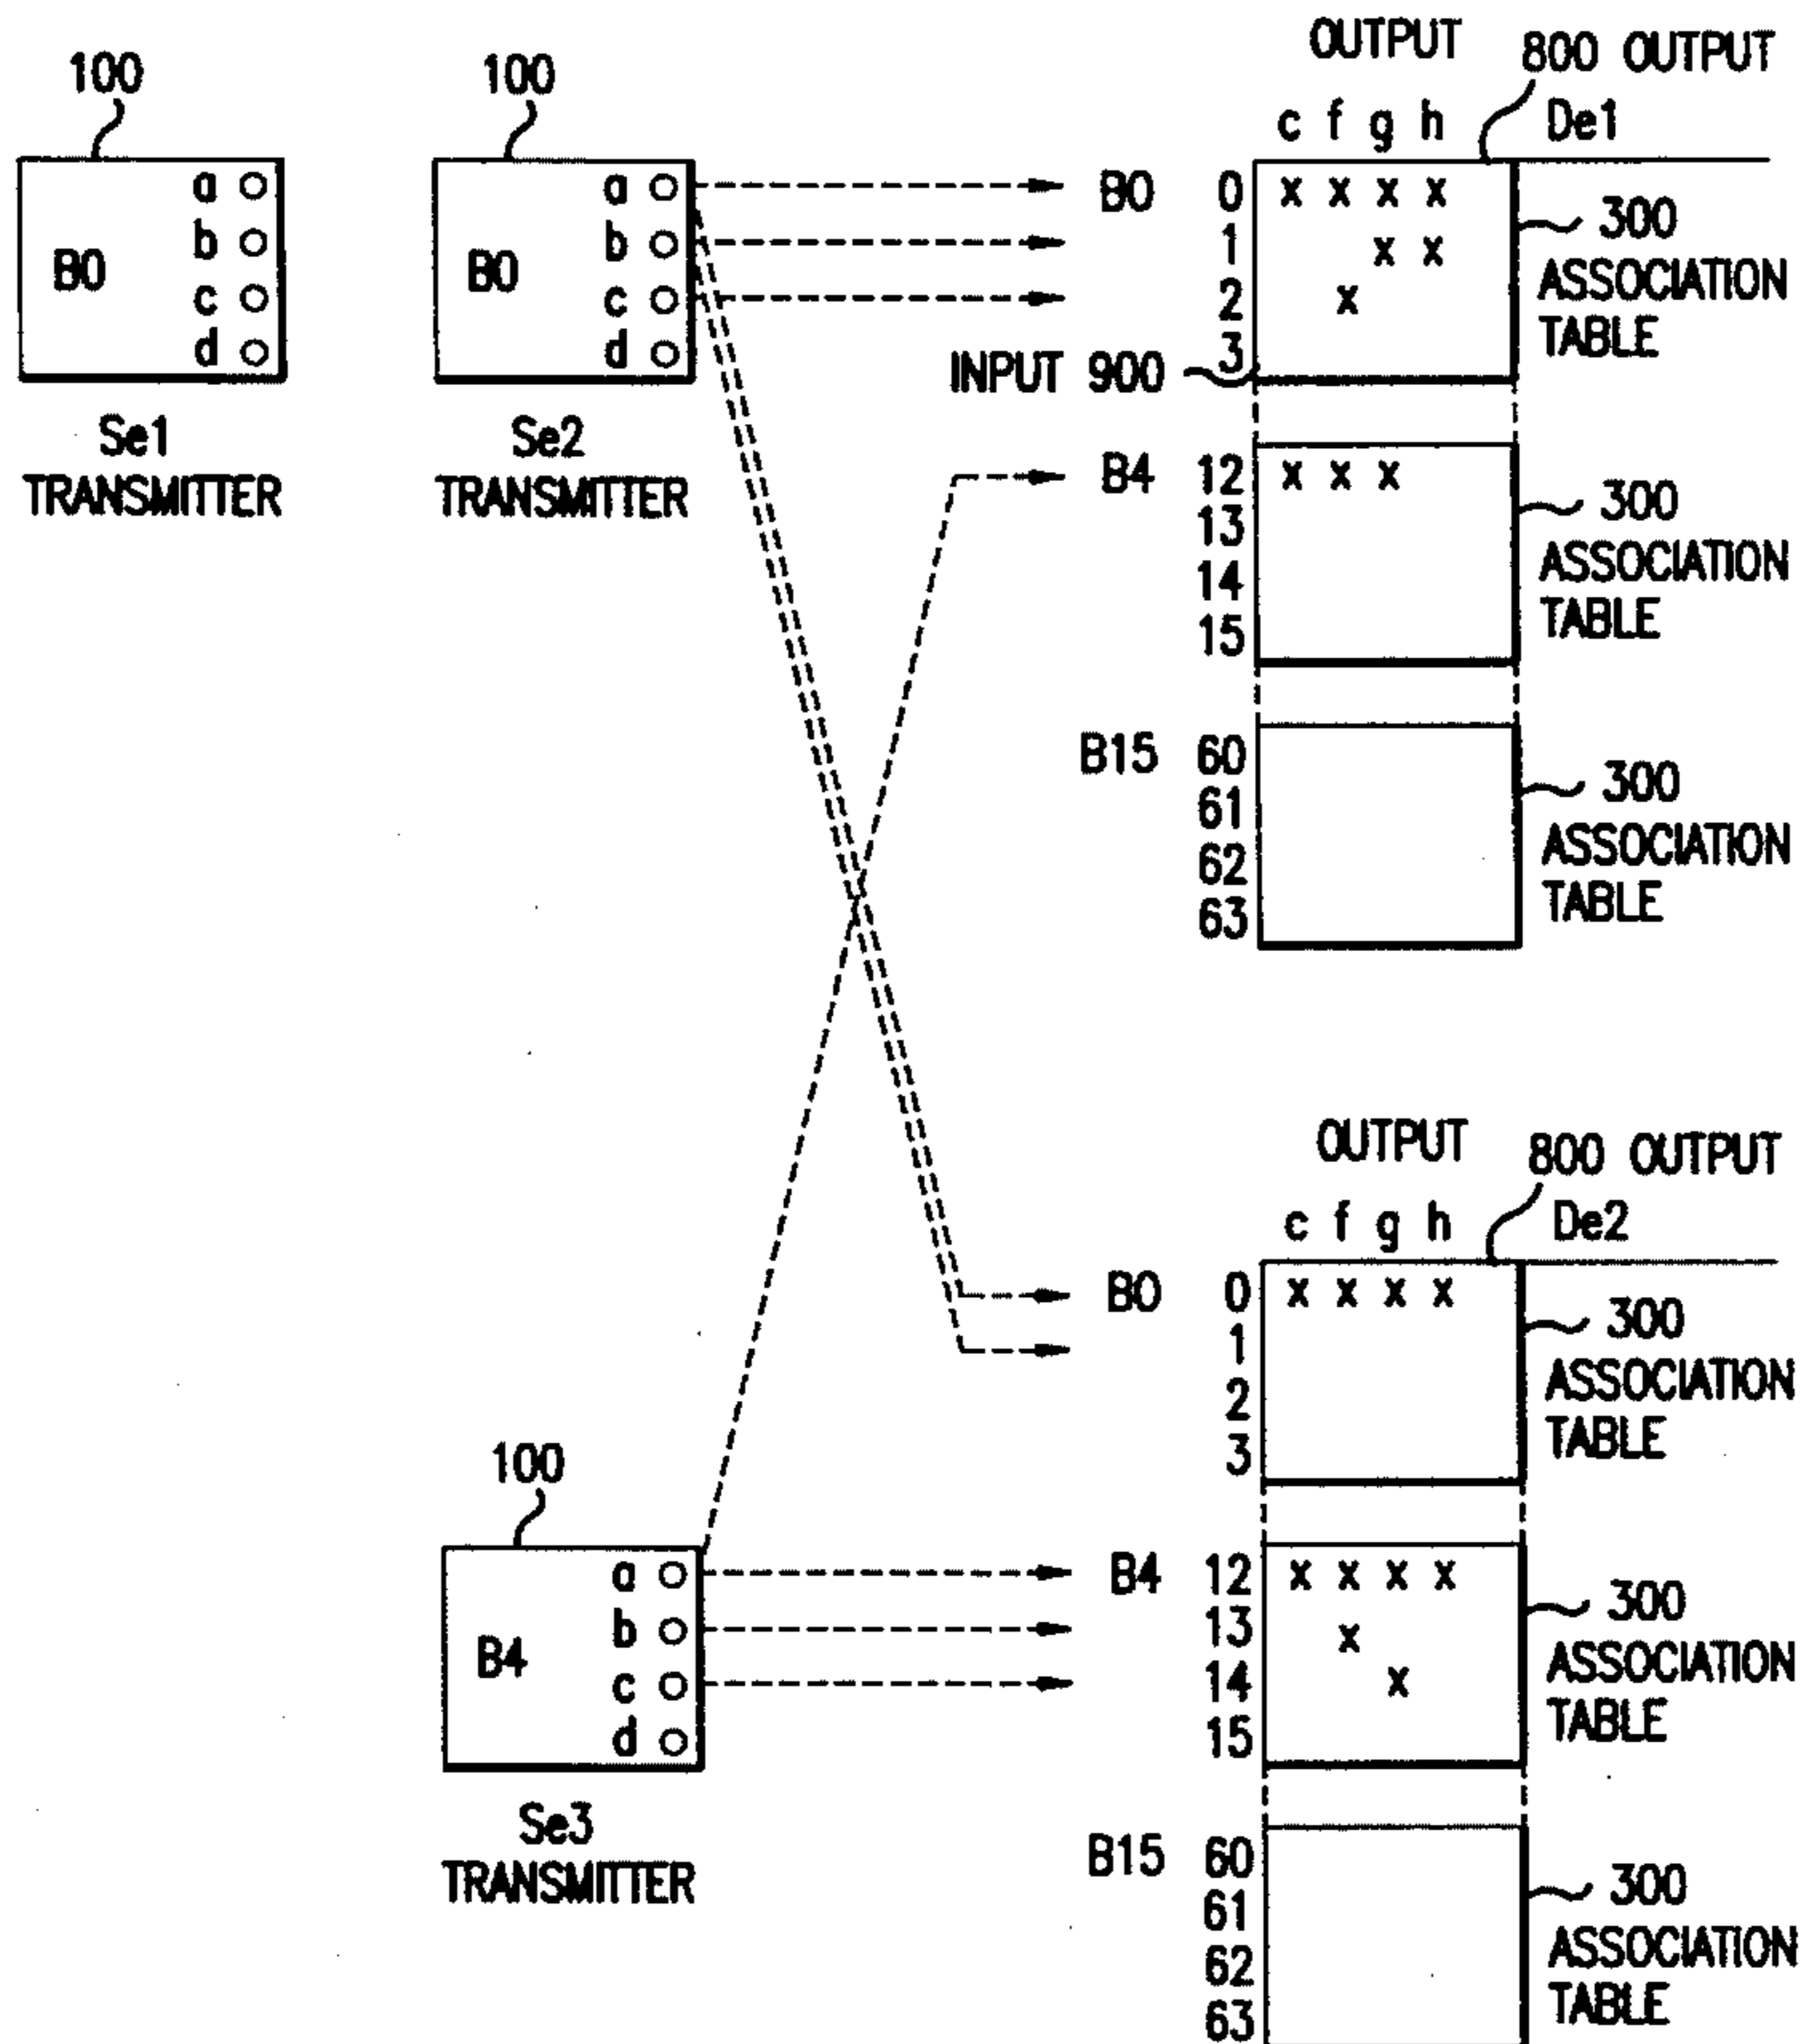 100
B0
a
b
c
d
Se1
TRANSMITTER
100
B0
a
b
c
d
Se2
TRANSMITTER
OUTPUT
800 OUTPUT
c f g h
De1
B0
0 x x x x
1 x x
2 x
3
300
ASSOCIATION
TABLE
INPUT 900
B4
12 x x x
13
14
15
300
ASSOCIATION
TABLE
B15
60
61
62
63
300
ASSOCIATION
TABLE
100
B4
a
b
c
d
Se3
TRANSMITTER
OUTPUT
800 OUTPUT
c f g h
De2
B0
0 x x x x
1
2
3
300
ASSOCIATION
TABLE
B4
12 x x x x
13 x
14 x
15
300
ASSOCIATION
TABLE
B15
60
61
62
63
300
ASSOCIATION
TABLE